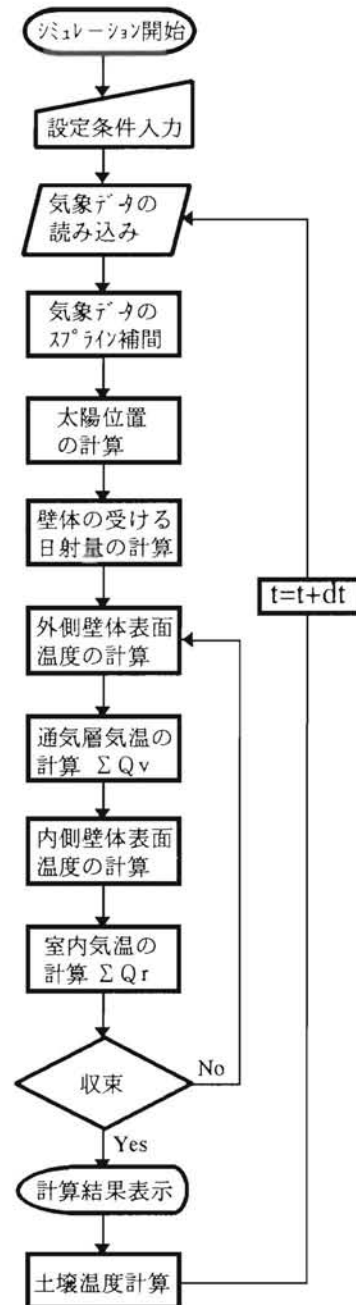 ｼﾐｭﾚｰｼｮﾝ開始
設定条件入力
気象ﾃﾞｰﾀの
読み込み
気象ﾃﾞｰﾀの
ｽﾌﾟﾗｲﾝ補間
太陽位置
の計算
壁体の受ける
日射量の計算
t=t+dt
外側壁体表面
温度の計算
通気層気温の
計算 ΣQv
内側壁体表面
温度の計算
室内気温の
計算 ΣQr
収束
No
Yes
計算結果表示
土壌温度計算